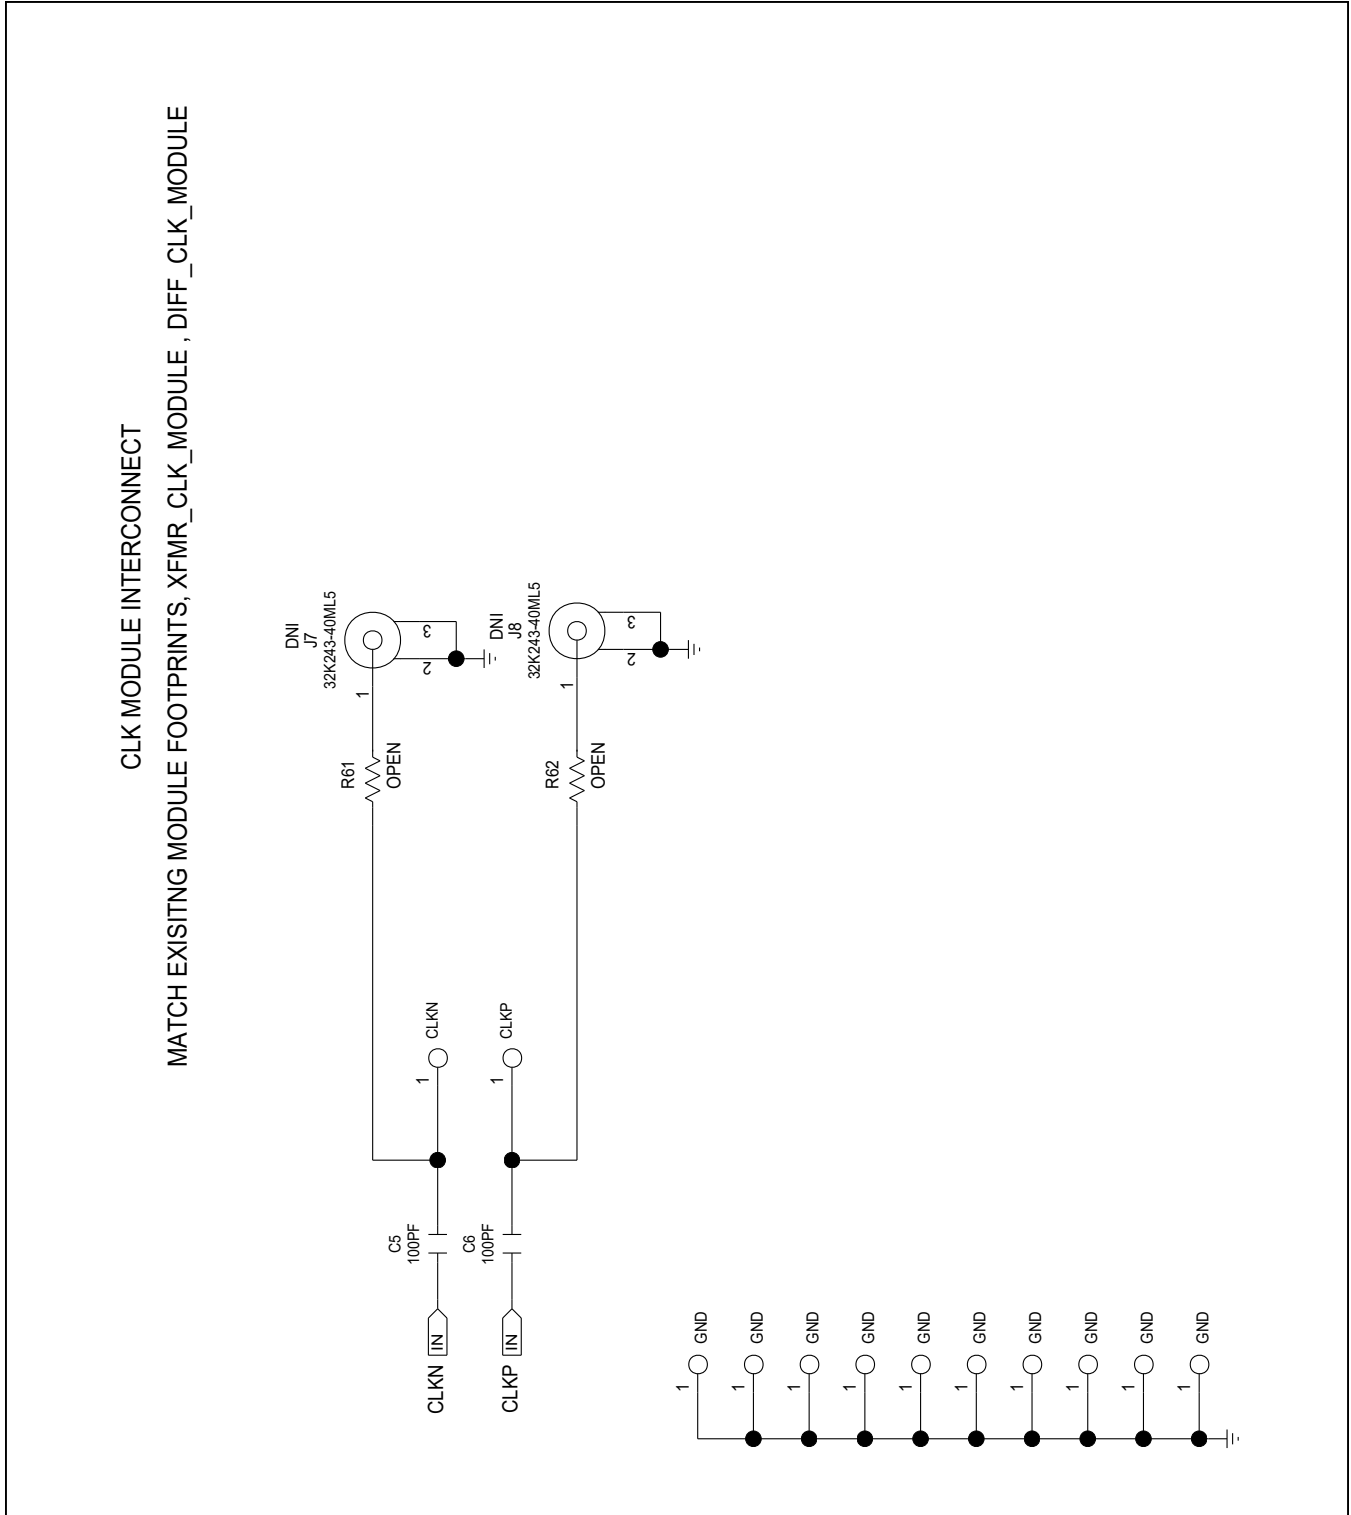 CLK MODULE INTERCONNECT
MATCH EXISITNG MODULE FOOTPRINTS, XFMR_CLK_MODULE , DIFF_CLK_MODULE
DNI
J7
32K243-40ML5
1
2
3
R61
OPEN
DNI
J8
32K243-40ML5
1
2
3
R62
OPEN
1
CLKN
1
CLKP
C5
100PF
C6
100PF
CLKN IN
CLKP IN
1 GND
1 GND
1 GND
1 GND
1 GND
1 GND
1 GND
1 GND
1 GND
1 GND